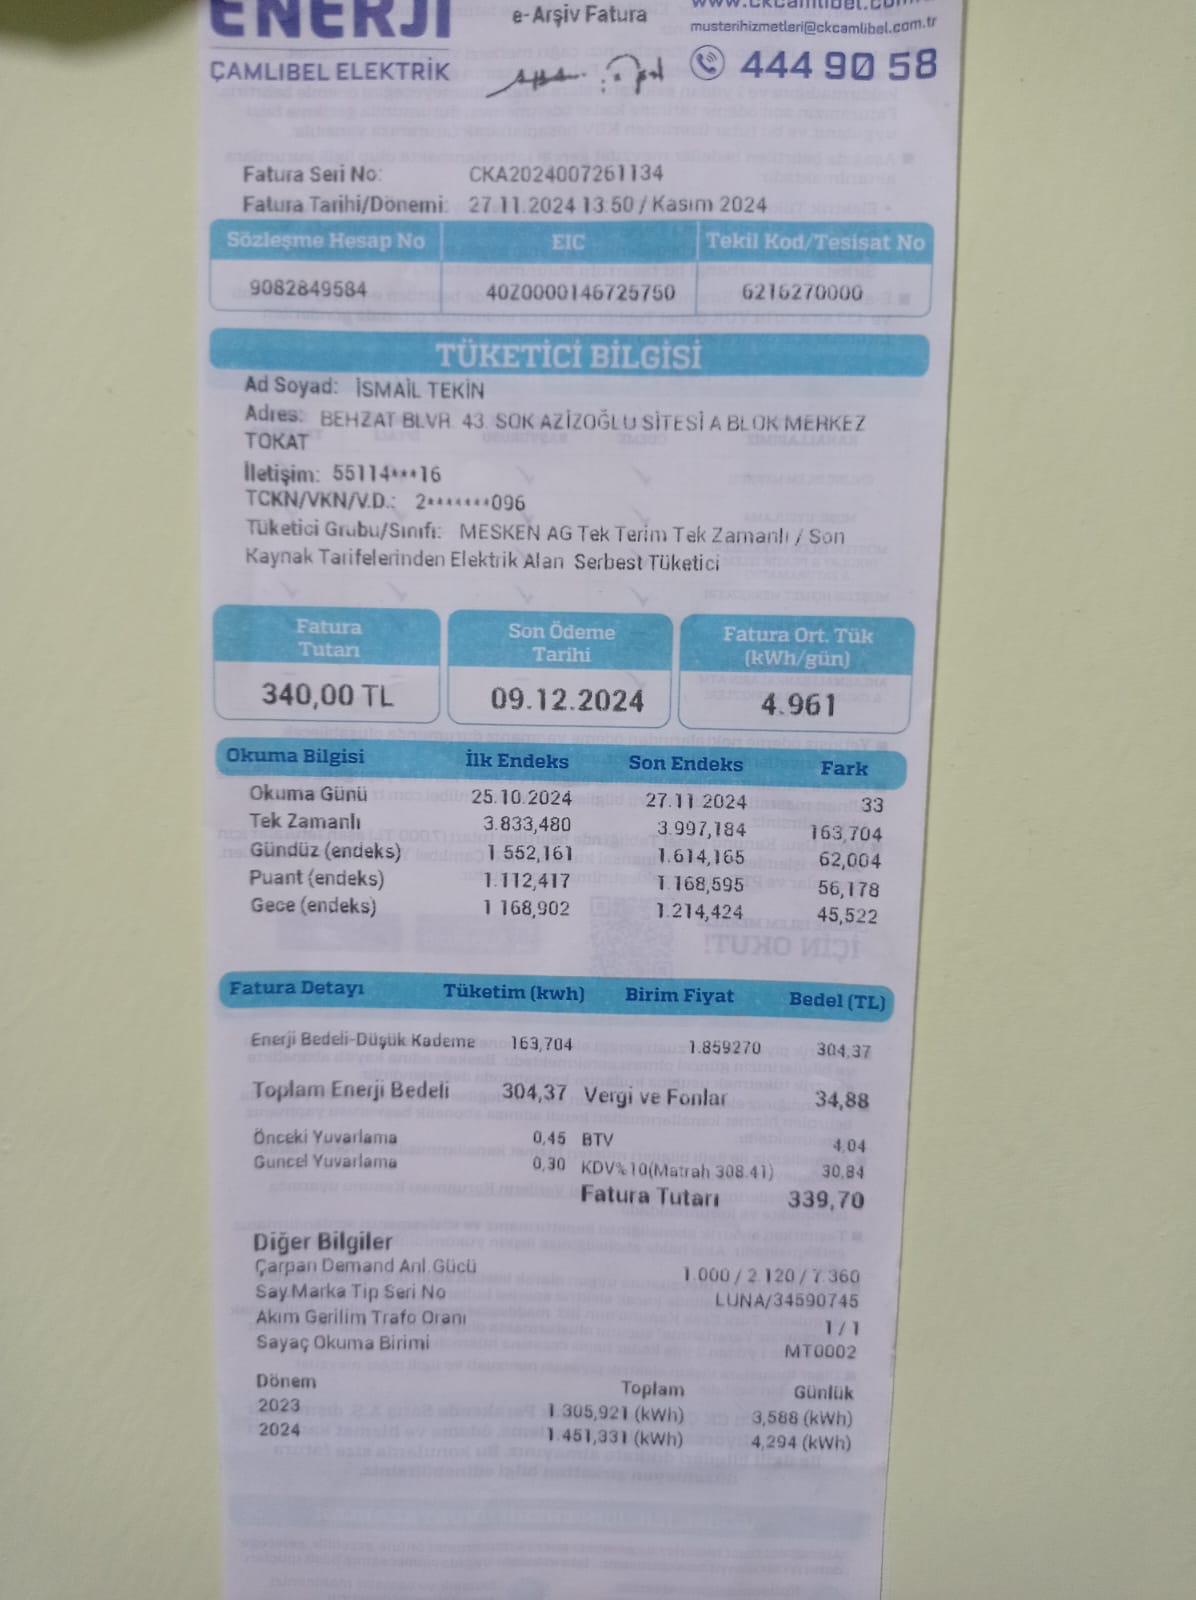 ENERJİ
e-Arşiv Fatura
www.ckcamlibel.com
musterihizmetleri@ckcamlibel.com.tr
ÇAMLIBEL ELEKTRİK
444 90 58
Fatura Seri No: CKA2024007261134
Fatura Tarihi/Dönemi: 27.11.2024 13:50 / Kasım 2024
Sözleşme Hesap No EIC Tekil Kod/Tesisat No
9082849584 40Z0000146725750 6216270000
TÜKETİCİ BİLGİSİ
Ad Soyad: İSMAİL TEKİN
Adres: BEHZAT BLVR. 43. SOK AZİZOĞLU SİTESİ A BLOK MERKEZ
TOKAT
İletişim: 55114***16
TCKN/VKN/V.D.: 2*******096
Tüketici Grubu/Sınıfı: MESKEN AG Tek Terim Tek Zamanlı / Son
Kaynak Tarifelerinden Elektrik Alan Serbest Tüketici
Fatura Tutarı
340,00 TL
Son Ödeme Tarihi
09.12.2024
Fatura Ort. Tük (kWh/gün)
4.961
Okuma Bilgisi İlk Endeks Son Endeks Fark
Okuma Günü 25.10.2024 27.11.2024 33
Tek Zamanlı 3.833,480 3.997,184 163,704
Gündüz (endeks) 1.552,161 1.614,165 62,004
Puant (endeks) 1.112,417 1.168,595 56,178
Gece (endeks) 1.168,902 1.214,424 45,522
Fatura Detayı Tüketim (kwh) Birim Fiyat Bedel (TL)
Enerji Bedeli-Düşük Kademe 163,704 1.859270 304,37
Toplam Enerji Bedeli 304,37 Vergi ve Fonlar 34,88
Önceki Yuvarlama 0,45 BTV 4,04
Güncel Yuvarlama 0,30 KDV%10(Matrah 308.41) 30,84
Fatura Tutarı 339,70
Diğer Bilgiler
Çarpan Demand Anl.Gücü 1.000 / 2.120 / 7.360
Say.Marka Tip Seri No LUNA/34590745
Akım Gerilim Trafo Oranı 1 / 1
Sayaç Okuma Birimi MT0002
Dönem Toplam Günlük
2023 1.305,921 (kWh) 3,588 (kWh)
2024 1.451,331 (kWh) 4,294 (kWh)